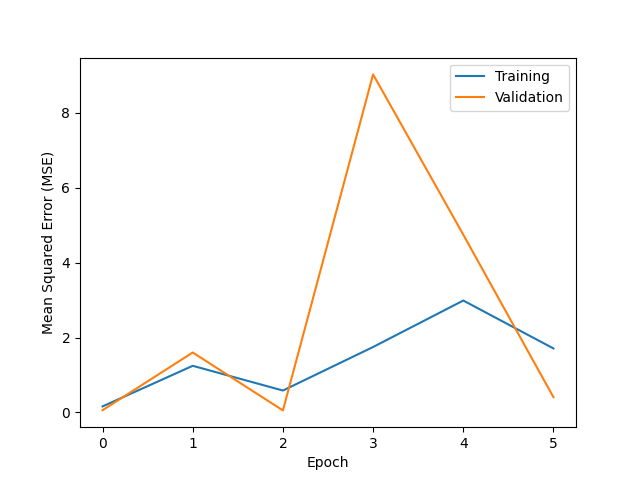 Training
Validation
Mean Squared Error (MSE)
8
6
4
2
0
0 1 2 3 4 5
Epoch